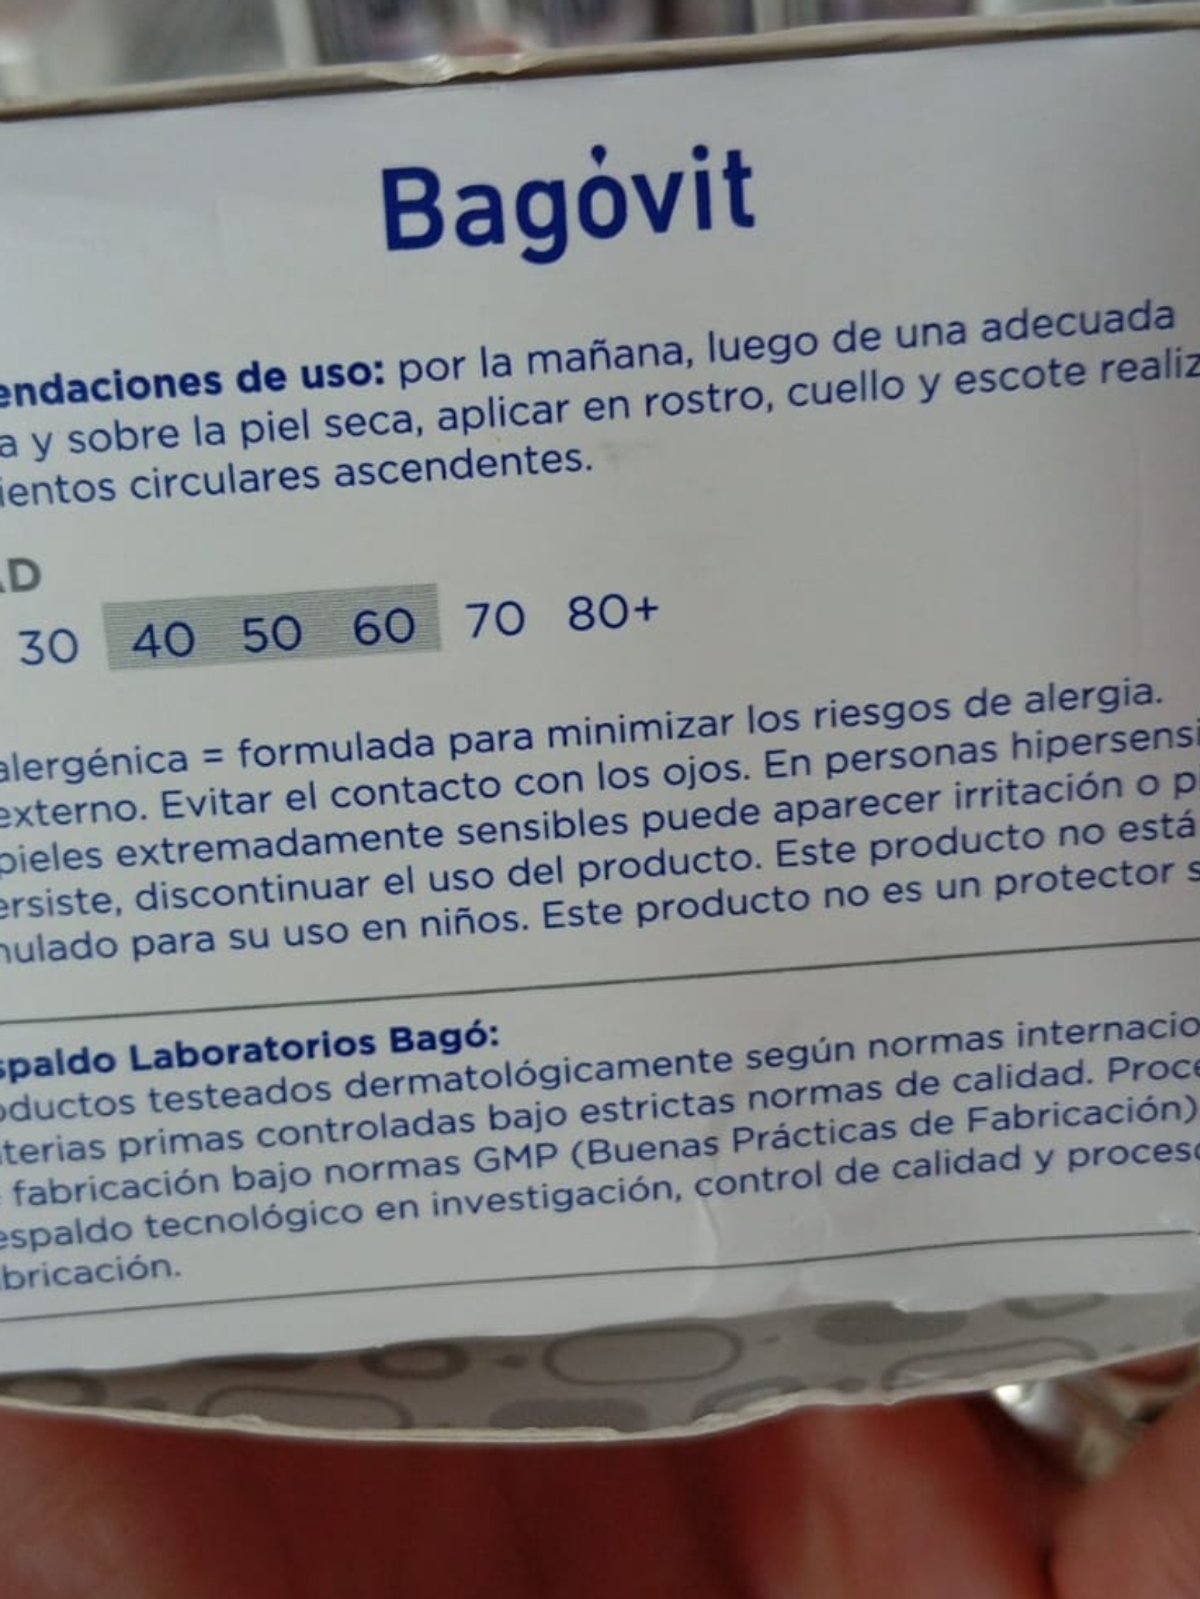 Bagóvit
endaciones de uso: por la mañana, luego de una adecuada
a y sobre la piel seca, aplicar en rostro, cuello y escote realiz
ientos circulares ascendentes.
AD
30 40 50 60 70 80+
alergénica = formulada para minimizar los riesgos de alergia.
externo. Evitar el contacto con los ojos. En personas hipersensi
pieles extremadamente sensibles puede aparecer irritación o p
ersiste, discontinuar el uso del producto. Este producto no está
mulado para su uso en niños. Este producto no es un protector s
spaldo Laboratorios Bagó:
oductos testeados dermatológicamente según normas internacio
terias primas controladas bajo estrictas normas de calidad. Proce
fabricación bajo normas GMP (Buenas Prácticas de Fabricación)
espaldo tecnológico en investigación, control de calidad y proceso
bricación.